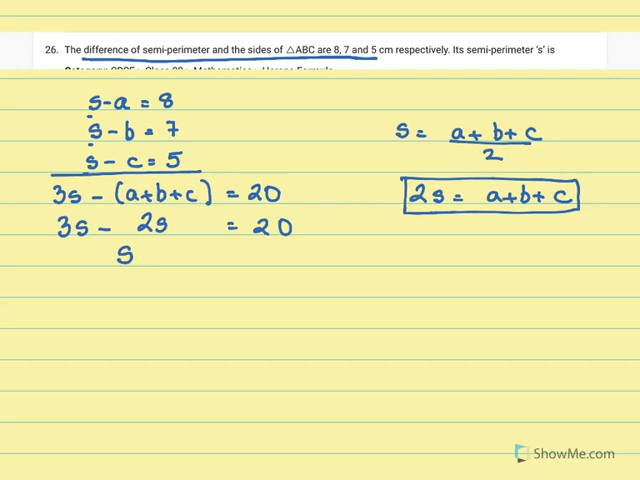 26. The difference of semi-perimeter and the sides of △ABC are 8, 7 and 5 cm respectively. Its semi-perimeter 's' is
s-a = 8
s-b = 7
s-c = 5
3s - (a+b+c) = 20
3s - 2s = 20
S
s = a+b+c
2
2s = a+b+c
ShowMe.com